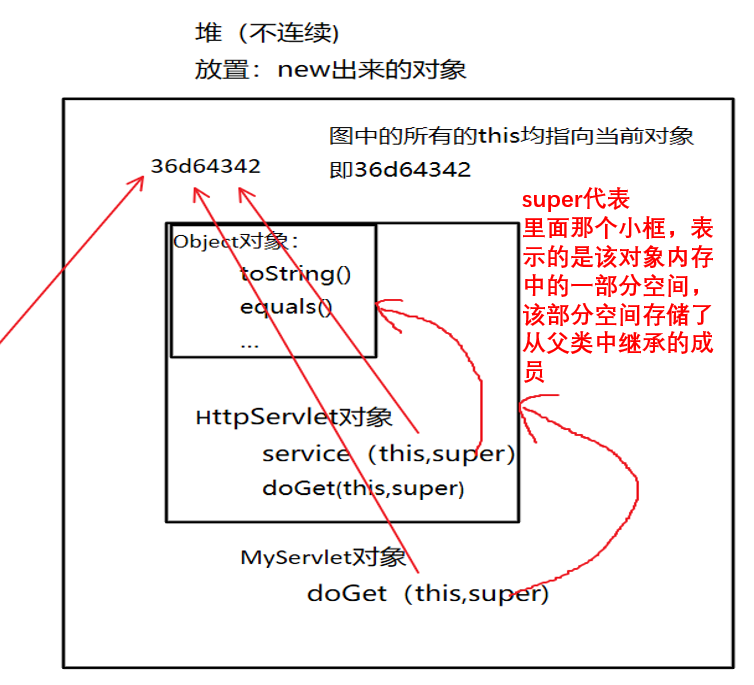 堆（不连续)
放置：new出来的对象
图中的所有的this均指向当前对象
即36d64342
36d64342
super代表
里面那个小框，表
示的是该对象内存
中的一部分空间，
该部分空间存储了
从父类中继承的成
员
Object对象：
toString()
equals()
...
HttpServlet对象
service（this,super）
doGet(this,super)
MyServlet对象
doGet（this,super)